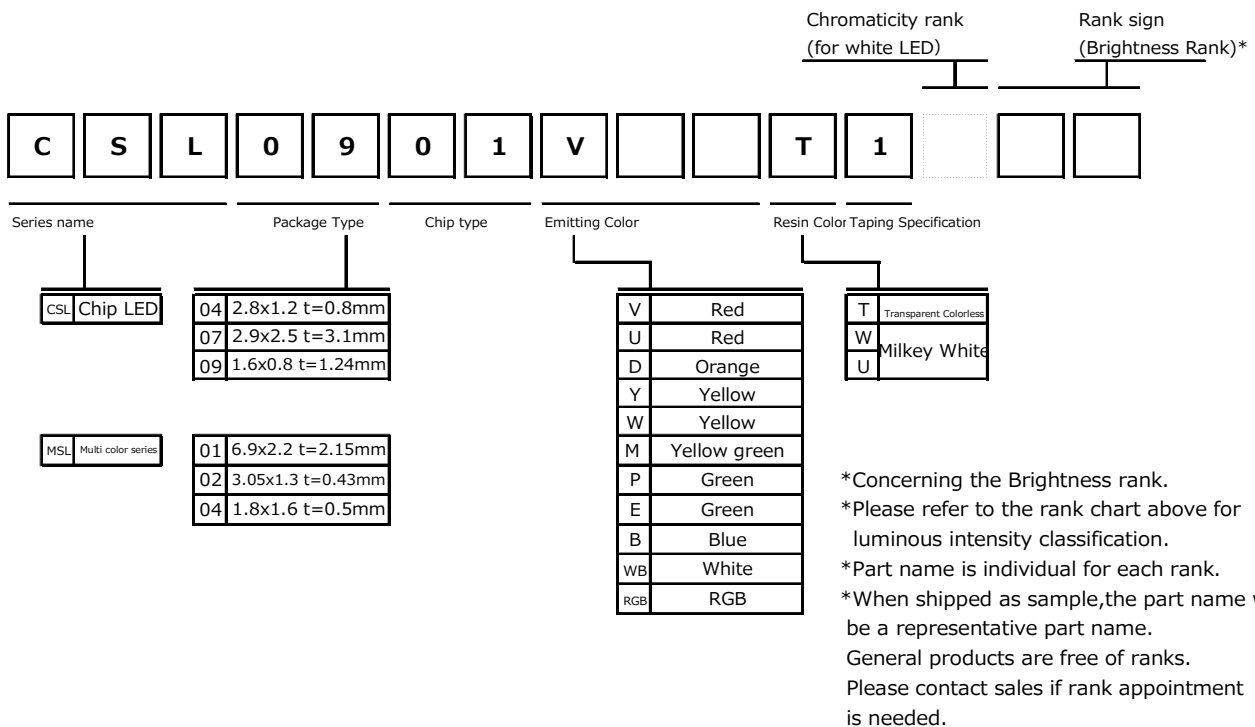 Chromaticity rank
(for white LED)
Rank sign
(Brightness Rank)*
C S L 0 9 0 1 V T 1
Series name
Package Type
Chip type
Emitting Color
Resin Color
Taping Specification
CSL Chip LED
04 2.8x1.2 t=0.8mm
07 2.9x2.5 t=3.1mm
09 1.6x0.8 t=1.24mm
MSL Multi color series
01 6.9x2.2 t=2.15mm
02 3.05x1.3 t=0.43mm
04 1.8x1.6 t=0.5mm
V Red
U Red
D Orange
Y Yellow
W Yellow
M Yellow green
P Green
E Green
B Blue
WB White
RGB RGB
T Transparent Colorless
W
Milkey White
U
*Concerning the Brightness rank.
*Please refer to the rank chart above for
luminous intensity classification.
*Part name is individual for each rank.
*When shipped as sample,the part name
be a representative part name.
General products are free of ranks.
Please contact sales if rank appointment
is needed.